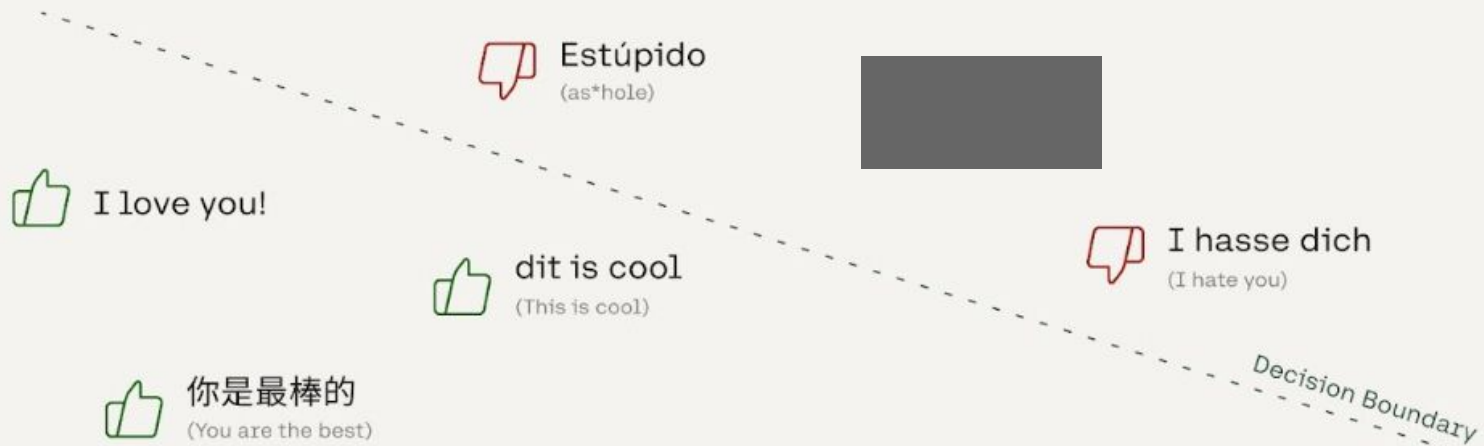 Estúpido
(as*hole)
I love you!
dit is cool
(This is cool)
I hasse dich
(I hate you)
你是最棒的
(You are the best)
Decision Boundary